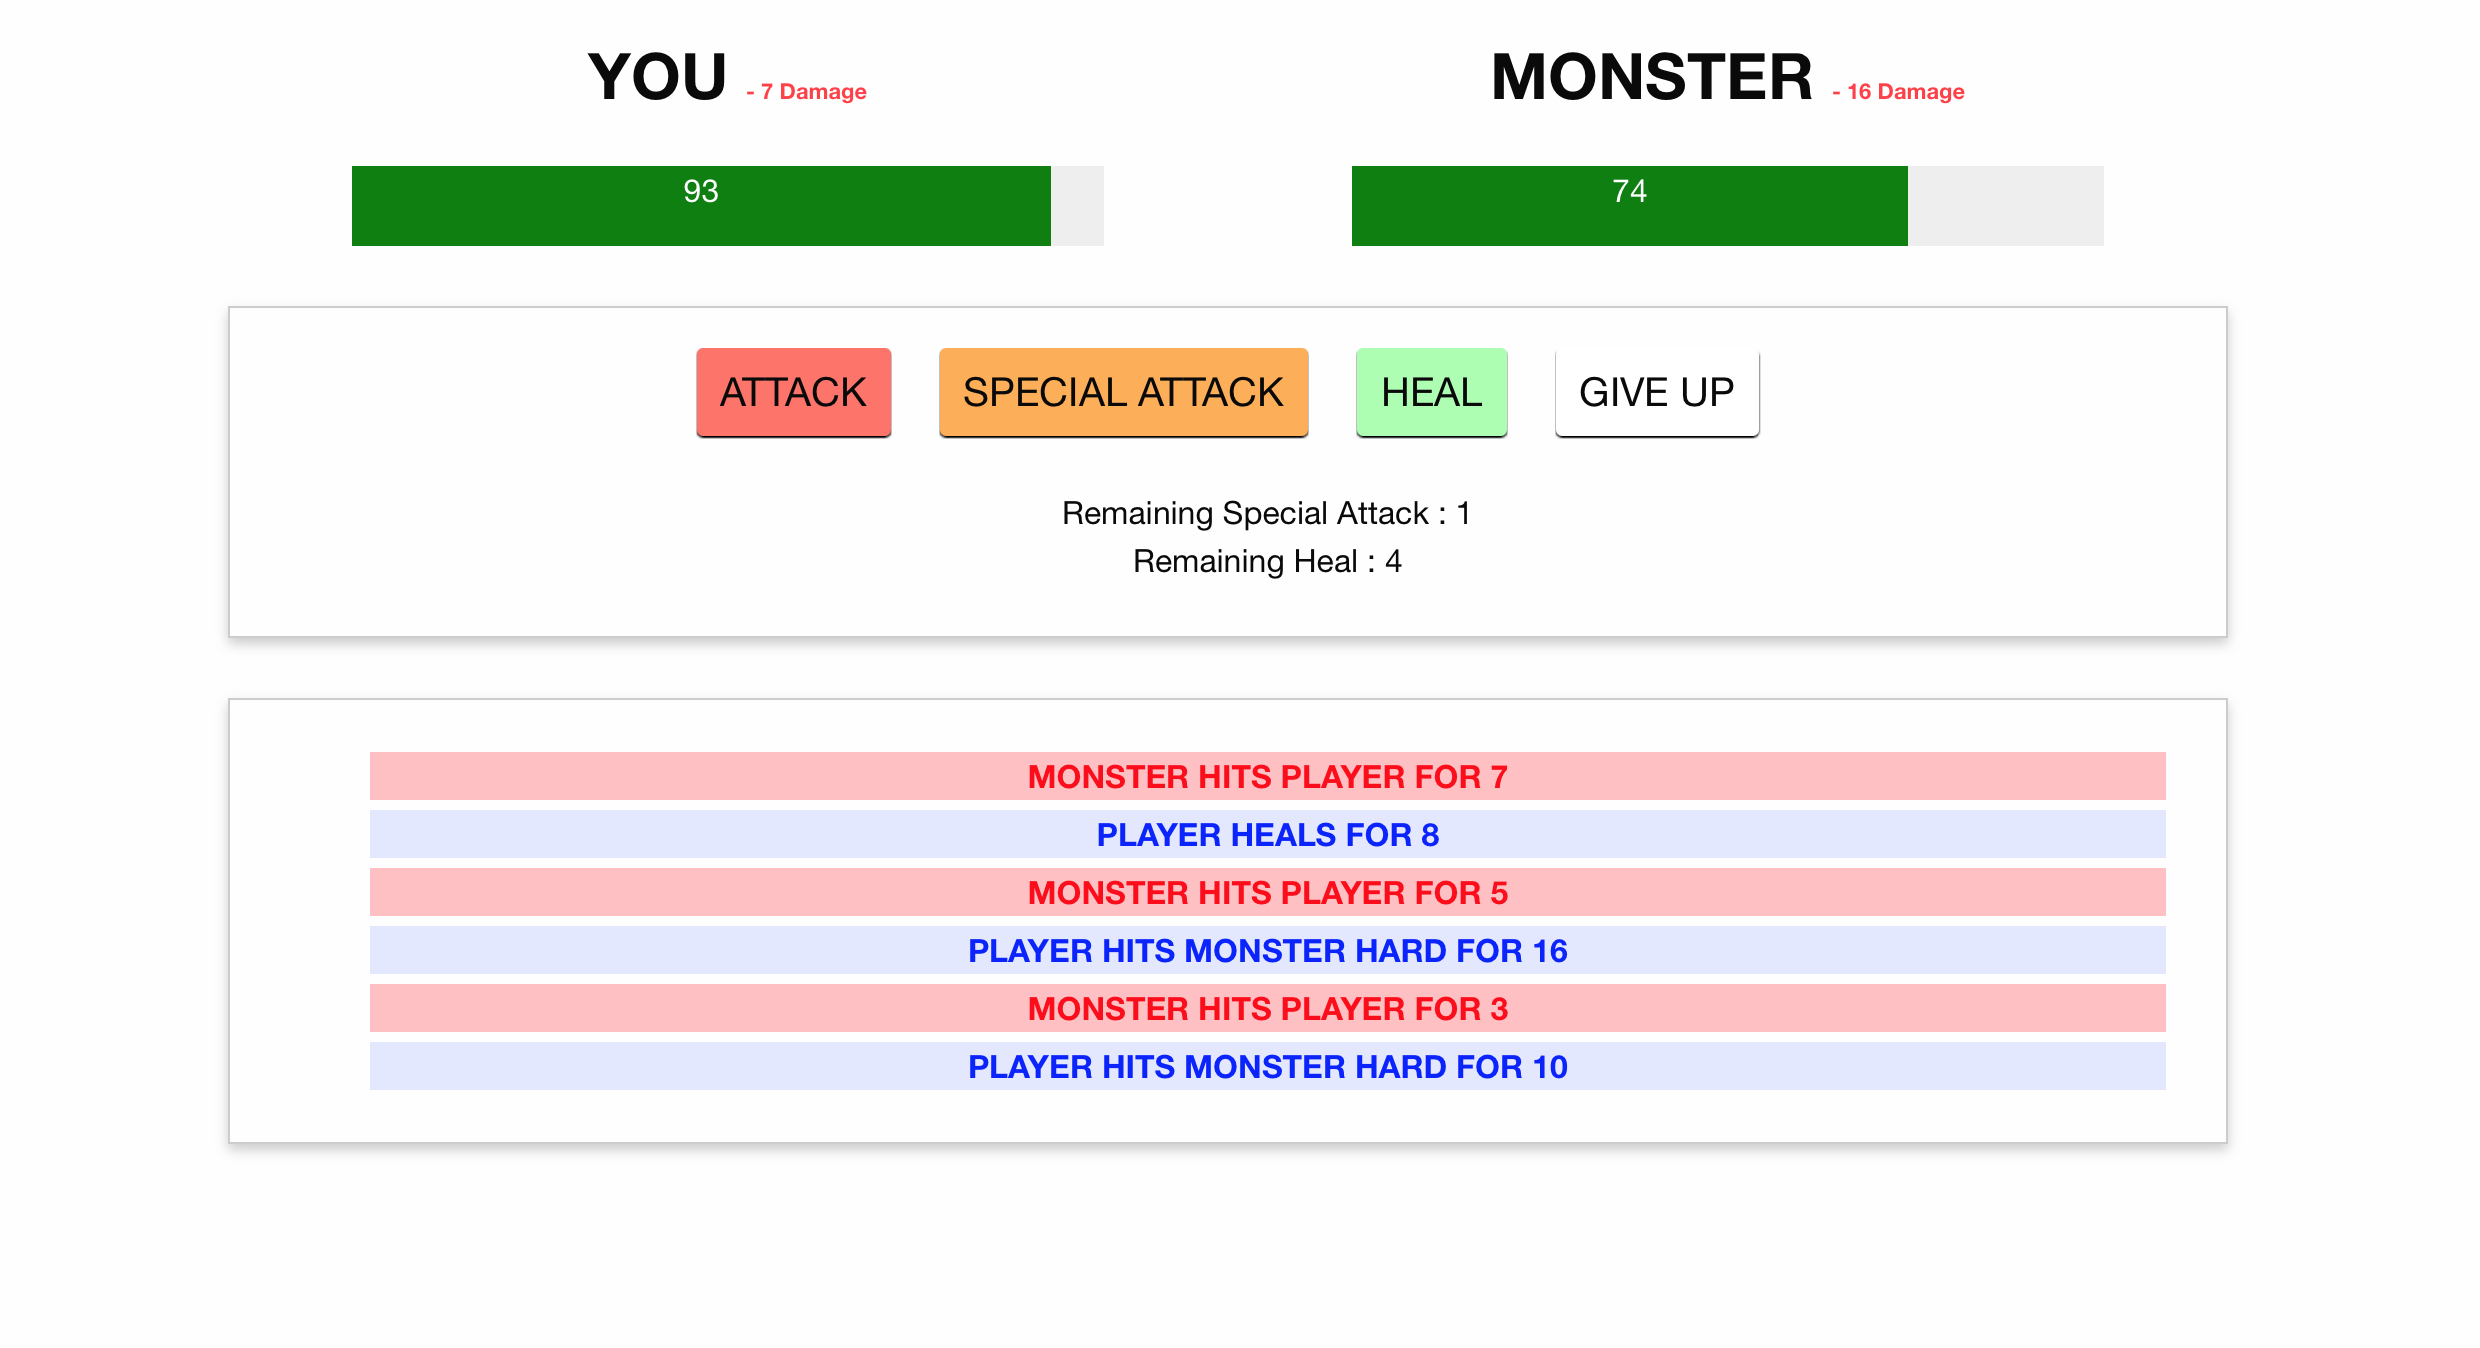 YOU - 7 Damage
MONSTER - 16 Damage
93
74
ATTACK
SPECIAL ATTACK
HEAL
GIVE UP
Remaining Special Attack : 1
Remaining Heal : 4
MONSTER HITS PLAYER FOR 7
PLAYER HEALS FOR 8
MONSTER HITS PLAYER FOR 5
PLAYER HITS MONSTER HARD FOR 16
MONSTER HITS PLAYER FOR 3
PLAYER HITS MONSTER HARD FOR 10